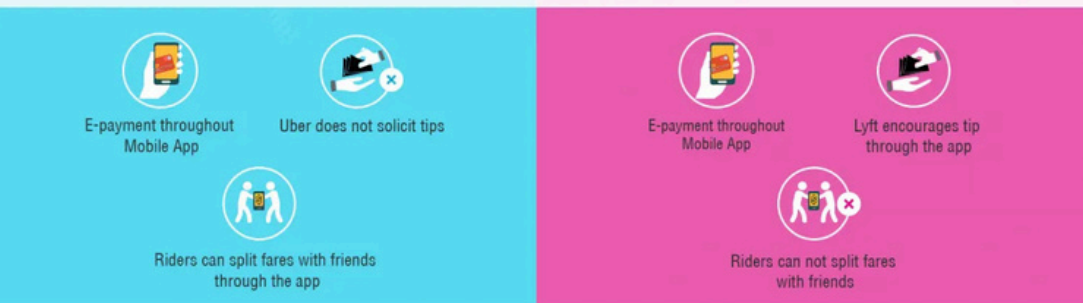 E-payment throughout
Mobile App
Uber does not solicit tips
Riders can split fares with friends
through the app
E-payment throughout
Mobile App
Lyft encourages tip
through the app
Riders can not split fares
with friends